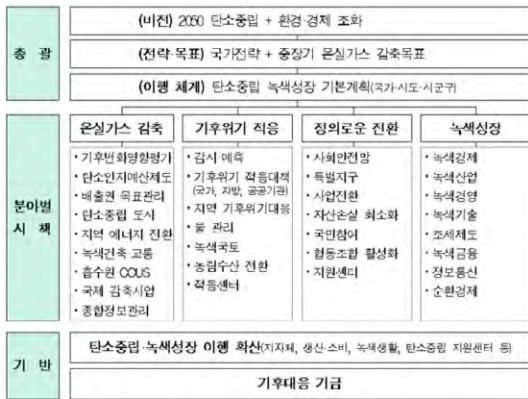 총 괄
(비전) 2050 탄소중립 + 환경·경제 조화
(전략·목표) 국가전략 + 중장기 온실가스 감축목표
(이행 체계) 탄소중립 녹색성장 기본계획(국가·시도·시군구)
분야별
시 책
온실가스 감축
• 기후변화영향평가
• 탄소인지예산제도
• 배출권·목표관리
• 탄소중립 도시
• 지역 에너지 전환
• 녹색건축·교통
• 흡수원 CCUS
• 국제 감축사업
• 종합정보관리
기후위기 적응
• 감시·예측
• 기후위기 적응대책
(국가, 지방, 공공기관)
• 지역 기후위기대응
• 물 관리
• 녹색국토
• 농림수산 전환
• 적응센터
정의로운 전환
• 사회안전망
• 특별지구
• 사업전환
• 자산손실 최소화
• 국민참여
• 협동조합 활성화
• 지원센터
녹색성장
• 녹색경제
• 녹색산업
• 녹색경영
• 녹색기술
• 조세제도
• 녹색금융
• 정보통신
• 순환경제
기 반
탄소중립·녹색성장 이행 확산(지자체, 생산·소비, 녹색생활, 탄소중립 지원센터 등)
기후대응 기금